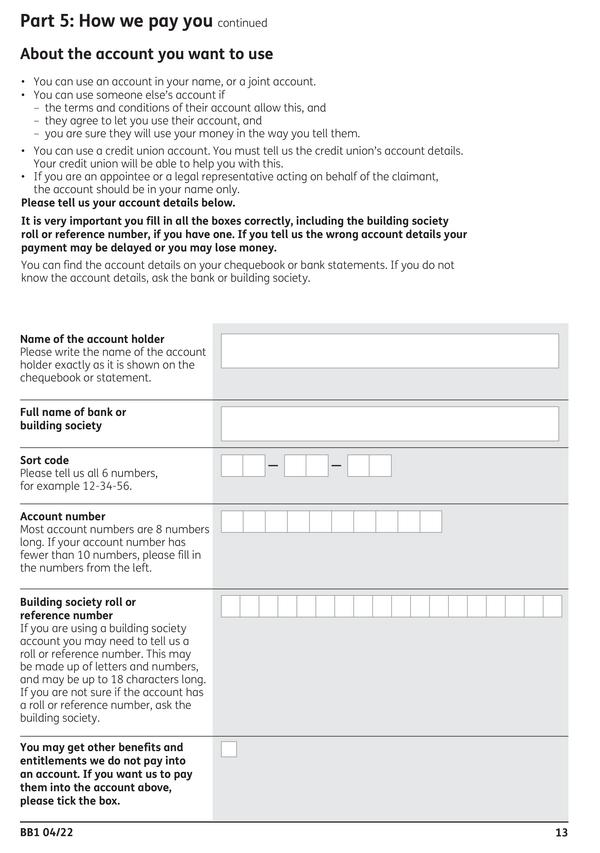 Part 5: How we pay you continued
About the account you want to use
• You can use an account in your name, or a joint account.
• You can use someone else's account if
– the terms and conditions of their account allow this, and
– they agree to let you use their account, and
– you are sure they will use your money in the way you tell them.
• You can use a credit union account. You must tell us the credit union's account details.
Your credit union will be able to help you with this.
• If you are an appointee or a legal representative acting on behalf of the claimant,
the account should be in your name only.
Please tell us your account details below.
It is very important you fill in all the boxes correctly, including the building society
roll or reference number, if you have one. If you tell us the wrong account details your
payment may be delayed or you may lose money.
You can find the account details on your chequebook or bank statements. If you do not
know the account details, ask the bank or building society.
Name of the account holder
Please write the name of the account
holder exactly as it is shown on the
chequebook or statement.
Full name of bank or
building society
Sort code
Please tell us all 6 numbers,
for example 12-34-56.
– –
Account number
Most account numbers are 8 numbers
long. If your account number has
fewer than 10 numbers, please fill in
the numbers from the left.
Building society roll or
reference number
If you are using a building society
account you may need to tell us a
roll or reference number. This may
be made up of letters and numbers,
and may be up to 18 characters long.
If you are not sure if the account has
a roll or reference number, ask the
building society.
You may get other benefits and
entitlements we do not pay into
an account. If you want us to pay
them into the account above,
please tick the box.
BB1 04/22
13